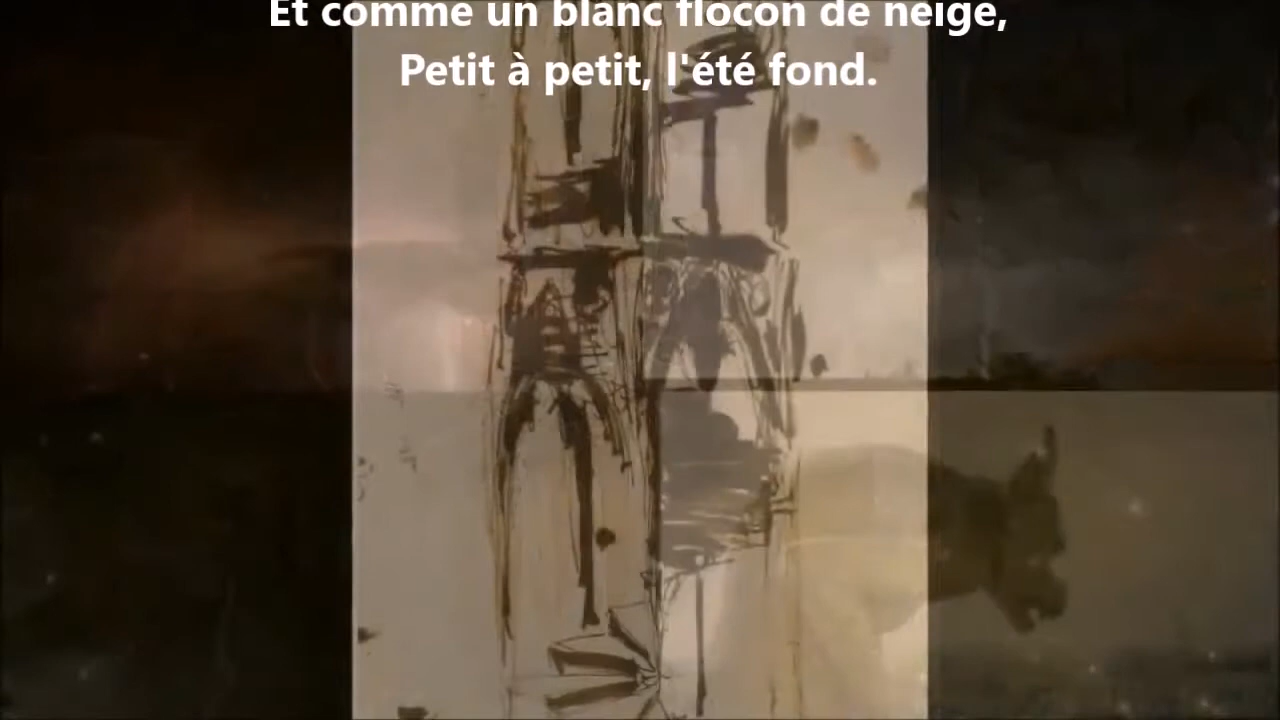 Et comme un blanc flocon de neige,
Petit à petit, l'été fond.